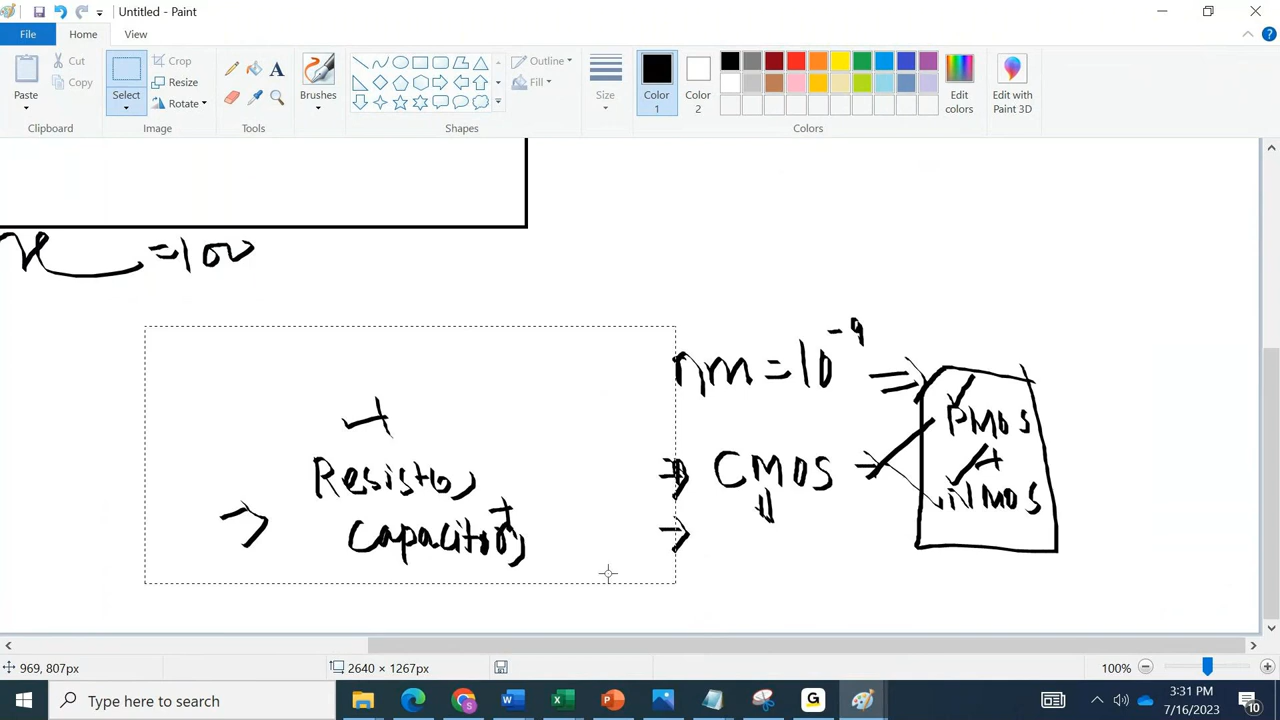 Untitled - Paint
File
Home
View
Paste
Cut
Copy
Clipboard
Select
Crop
Resize
Rotate
Image
A
Tools
Brushes
Outline
Fill
Shapes
Size
Color 1
Color 2
Edit colors
Colors
Edit with Paint 3D
x =100
nm=10⁻⁹ ⇒
PMOS
+
NMOS
+
Resistor ⇒ CMOS →
→ Capacitor, + →
969, 807px
2640 × 1267px
100%
Type here to search
3:31 PM
7/16/2023
10